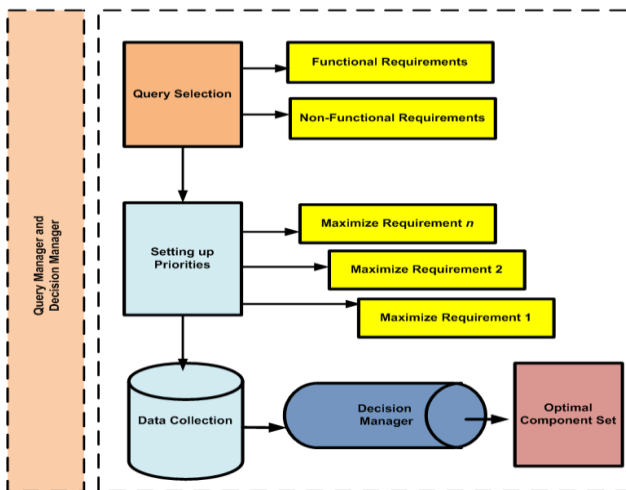 Query Manager and
Decision Manager
Query Selection
Functional Requirements
Non-Functional Requirements
Setting up
Priorities
Maximize Requirement n
Maximize Requirement 2
Maximize Requirement 1
Data Collection
Decision
Manager
Optimal
Component Set